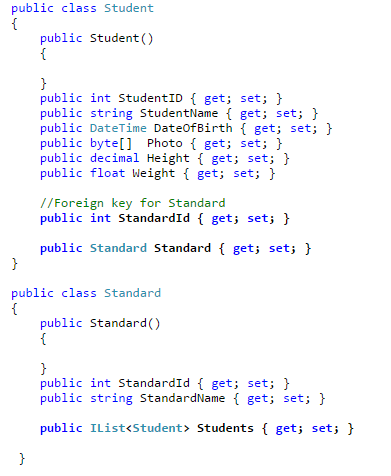 public class Student
{
    public Student()
    {

    }
    public int StudentID { get; set; }
    public string StudentName { get; set; }
    public DateTime DateOfBirth { get; set; }
    public byte[]  Photo { get; set; }
    public decimal Height { get; set; }
    public float Weight { get; set; }

    //Foreign key for Standard
    public int StandardId { get; set; }

    public Standard Standard { get; set; }
}

public class Standard
{
    public Standard()
    {

    }
    public int StandardId { get; set; }
    public string StandardName { get; set; }

    public IList<Student> Students { get; set; }

 }